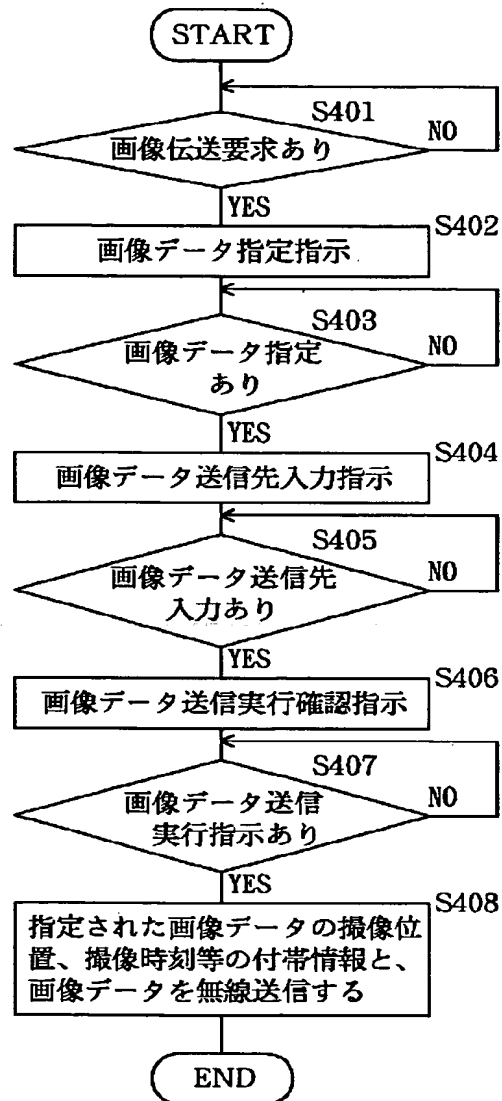 START
S401
画像伝送要求あり
NO
YES
S402
画像データ指定指示
S403
画像データ指定
あり
NO
YES
S404
画像データ送信先入力指示
S405
画像データ送信先
入力あり
NO
YES
S406
画像データ送信実行確認指示
S407
画像データ送信
実行指示あり
NO
YES
S408
指定された画像データの撮像位
置、撮像時刻等の付帯情報と、
画像データを無線送信する
END